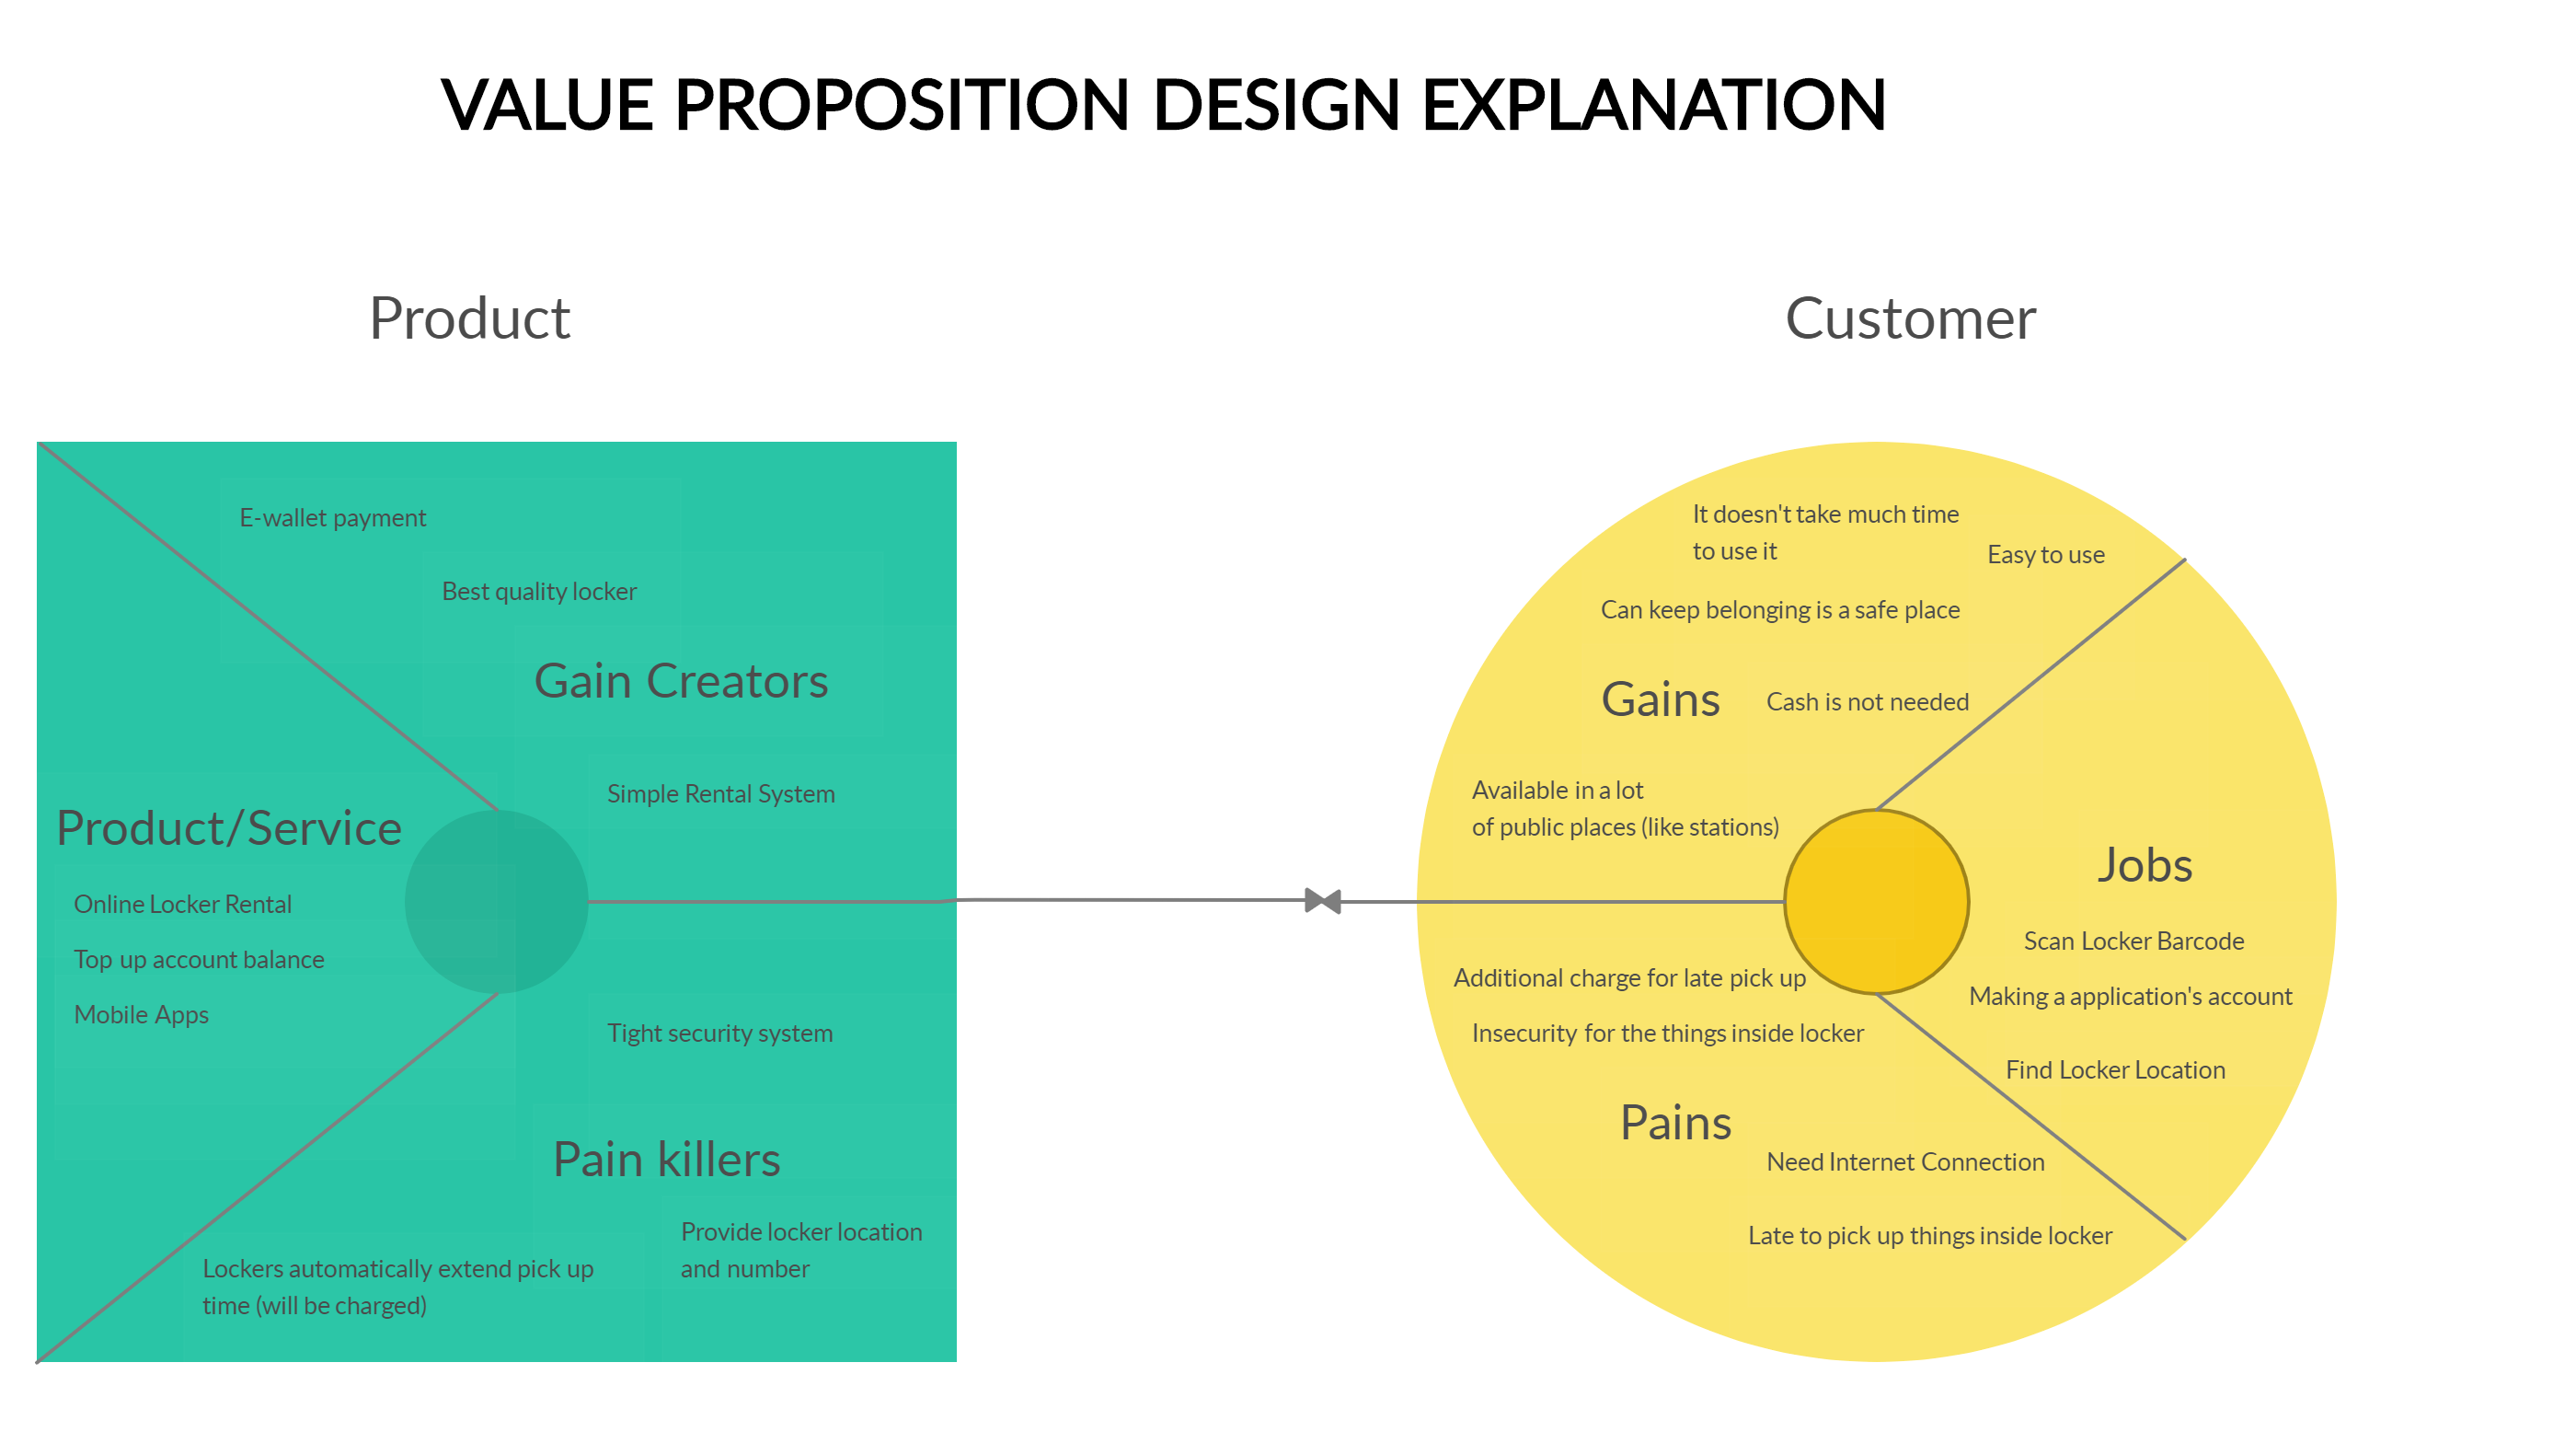 VALUE PROPOSITION DESIGN EXPLANATION
Product
Customer
E-wallet payment
Best quality locker
Gain Creators
Simple Rental System
Product/Service
Online Locker Rental
Top up account balance
Mobile Apps
Tight security system
Pain killers
Provide locker location
and number
Lockers automatically extend pick up
time (will be charged)
It doesn't take much time
to use it
Easy to use
Can keep belonging is a safe place
Gains
Cash is not needed
Available in a lot
of public places (like stations)
Jobs
Scan Locker Barcode
Making a application's account
Find Locker Location
Additional charge for late pick up
Insecurity for the things inside locker
Pains
Need Internet Connection
Late to pick up things inside locker